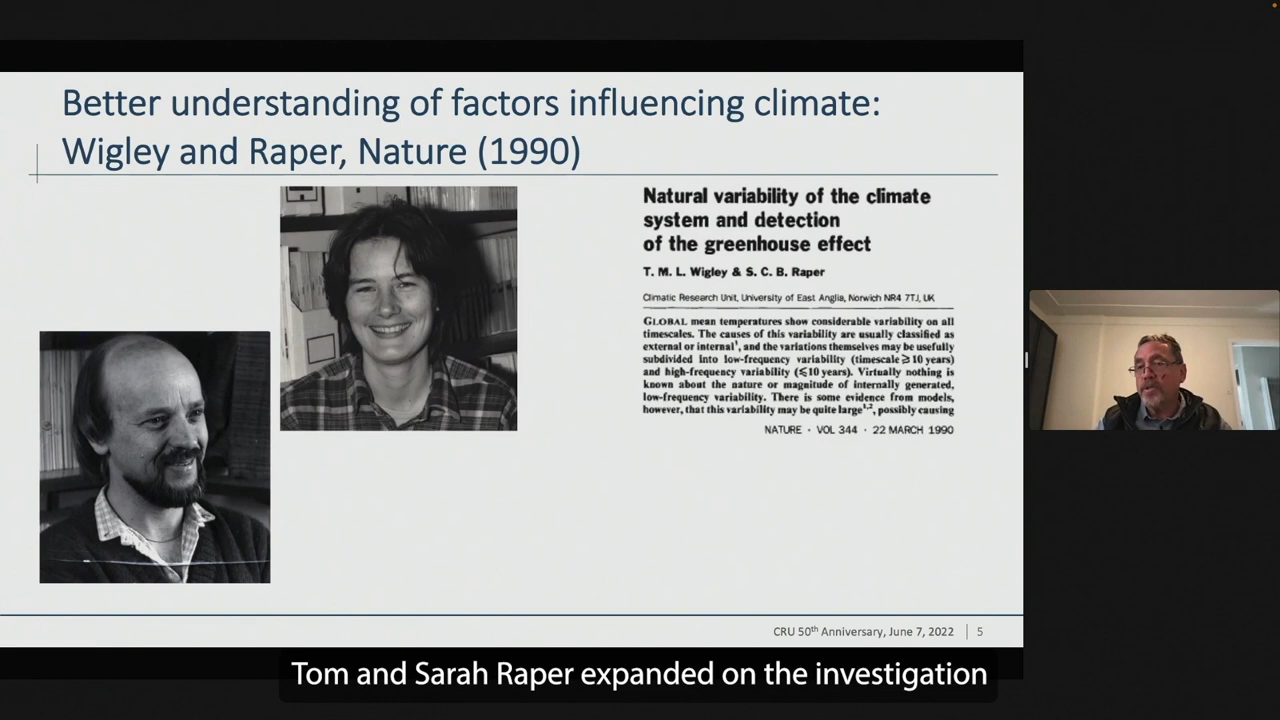 Better understanding of factors influencing climate:
Wigley and Raper, Nature (1990)
Natural variability of the climate
system and detection
of the greenhouse effect
T. M. L. Wigley & S. C. B. Raper
Climatic Research Unit, University of East Anglia, Norwich NR4 7TJ, UK
GLOBAL mean temperatures show considerable variability on all
timescales. The causes of this variability are usually classified as
external or internal¹, and the variations themselves may be usefully
subdivided into low-frequency variability (timescale ≥10 years)
and high-frequency variability (≤10 years). Virtually nothing is
known about the nature or magnitude of internally generated,
low-frequency variability. There is some evidence from models,
however, that this variability may be quite large¹,², possibly causing
NATURE · VOL 344 · 22 MARCH 1990
CRU 50th Anniversary, June 7, 2022 | 5
Tom and Sarah Raper expanded on the investigation